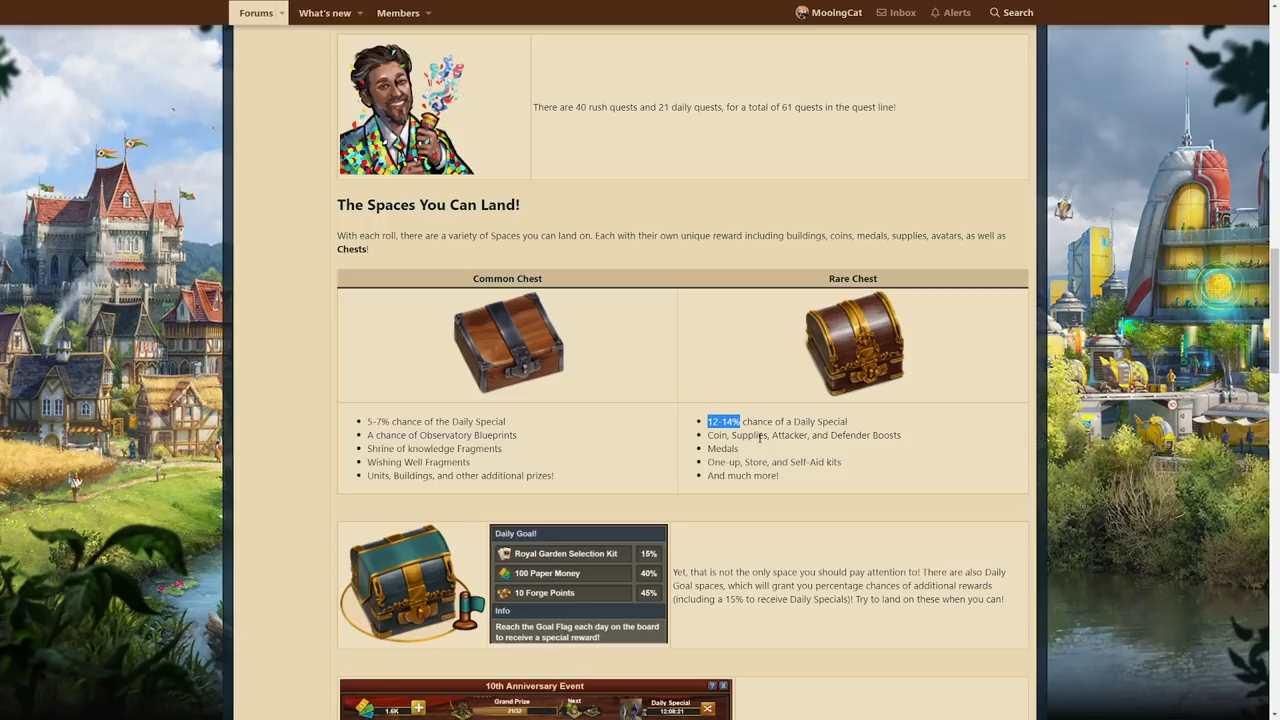 Forums What's new Members MooingCat Inbox Alerts Search
There are 40 rush quests and 21 daily quests, for a total of 61 quests in the quest line!
The Spaces You Can Land!
With each roll, there are a variety of Spaces you can land on. Each with their own unique reward including buildings, coins, medals, supplies, avatars, as well as
Chests!
Common Chest
Rare Chest
5-7% chance of the Daily Special
A chance of Observatory Blueprints
Shrine of knowledge Fragments
Wishing Well Fragments
Units, Buildings, and other additional prizes!
12-14% chance of a Daily Special
Coin, Supplies, Attacker, and Defender Boosts
Medals
One-up, Store, and Self-Aid kits
And much more!
Daily Goal!
Royal Garden Selection Kit 15%
100 Paper Money 40%
10 Forge Points 45%
Info
Reach the Goal Flag each day on the board
to receive a special reward!
Yet, that is not the only space you should pay attention to! There are also Daily
Goal spaces, which will grant you percentage chances of additional rewards
(including a 15% to receive Daily Specials)! Try to land on these when you can!
10th Anniversary Event ? X
1.6K + Grand Prize 21/32 Next Daily Special 12:08:21